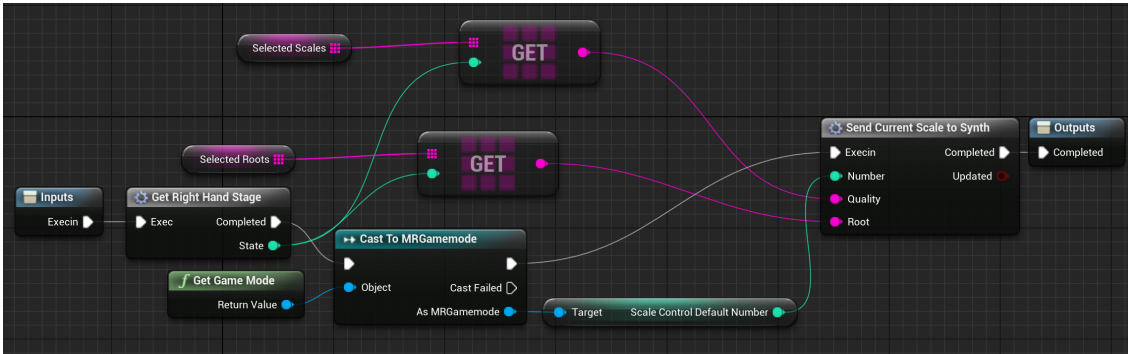 Selected Scales
GET
Send Current Scale to Synth
Outputs
Execin
Completed
Completed
Selected Roots
GET
Number
Updated
Quality
Inputs
Get Right Hand Stage
Root
Execin
Exec
Completed
State
Cast To MRGamemode
f Get Game Mode
Object
Cast Failed
Return Value
As MRGamemode
Target
Scale Control Default Number